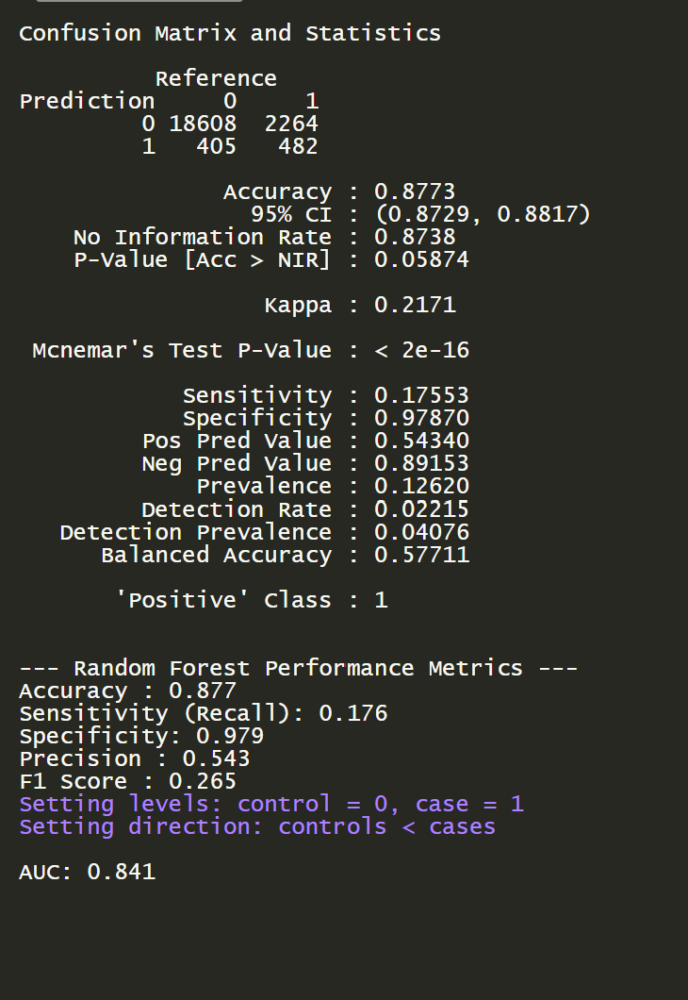 Confusion Matrix and Statistics
Reference
Prediction 0 1
0 18608 2264
1 405 482
Accuracy : 0.8773
95% CI : (0.8729, 0.8817)
No Information Rate : 0.8738
P-Value [Acc > NIR] : 0.05874
Kappa : 0.2171
Mcnemar's Test P-Value : < 2e-16
Sensitivity : 0.17553
Specificity : 0.97870
Pos Pred Value : 0.54340
Neg Pred Value : 0.89153
Prevalence : 0.12620
Detection Rate : 0.02215
Detection Prevalence : 0.04076
Balanced Accuracy : 0.57711
'Positive' Class : 1
--- Random Forest Performance Metrics ---
Accuracy : 0.877
Sensitivity (Recall): 0.176
Specificity: 0.979
Precision : 0.543
F1 Score : 0.265
Setting levels: control = 0, case = 1
Setting direction: controls < cases
AUC: 0.841